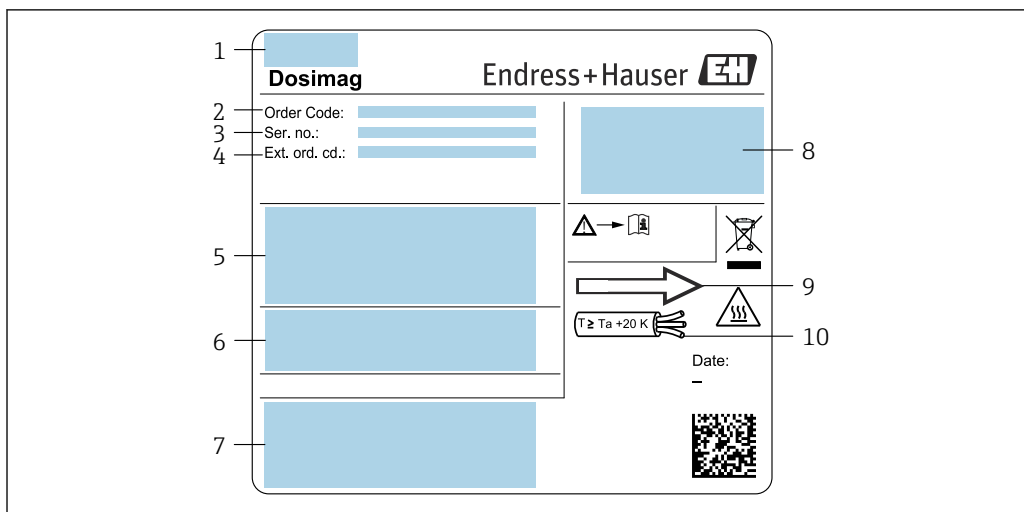 1
Dosimag
Endress+Hauser EH
2
Order Code:
3
Ser. no.:
4
Ext. ord. cd.:
8
5
9
T ≥ Ta +20 K
10
6
Date:
–
7